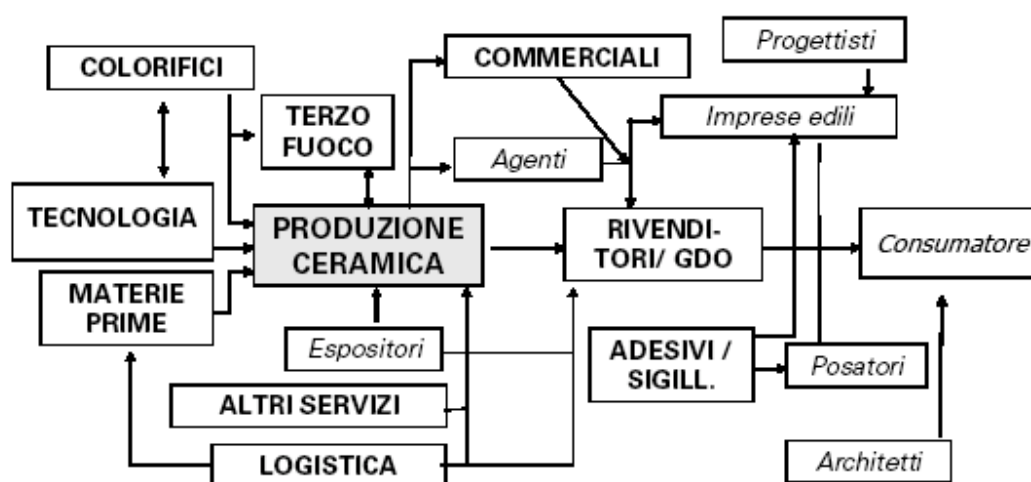 Progettisti
COLORIFICI
COMMERCIALI
TERZO
FUOCO
Imprese edili
Agenti
TECNOLOGIA
PRODUZIONE
CERAMICA
RIVENDI-
TORI/ GDO
Consumatore
MATERIE
PRIME
Espositori
ADESIVI /
SIGILL.
Posatori
ALTRI SERVIZI
LOGISTICA
Architetti